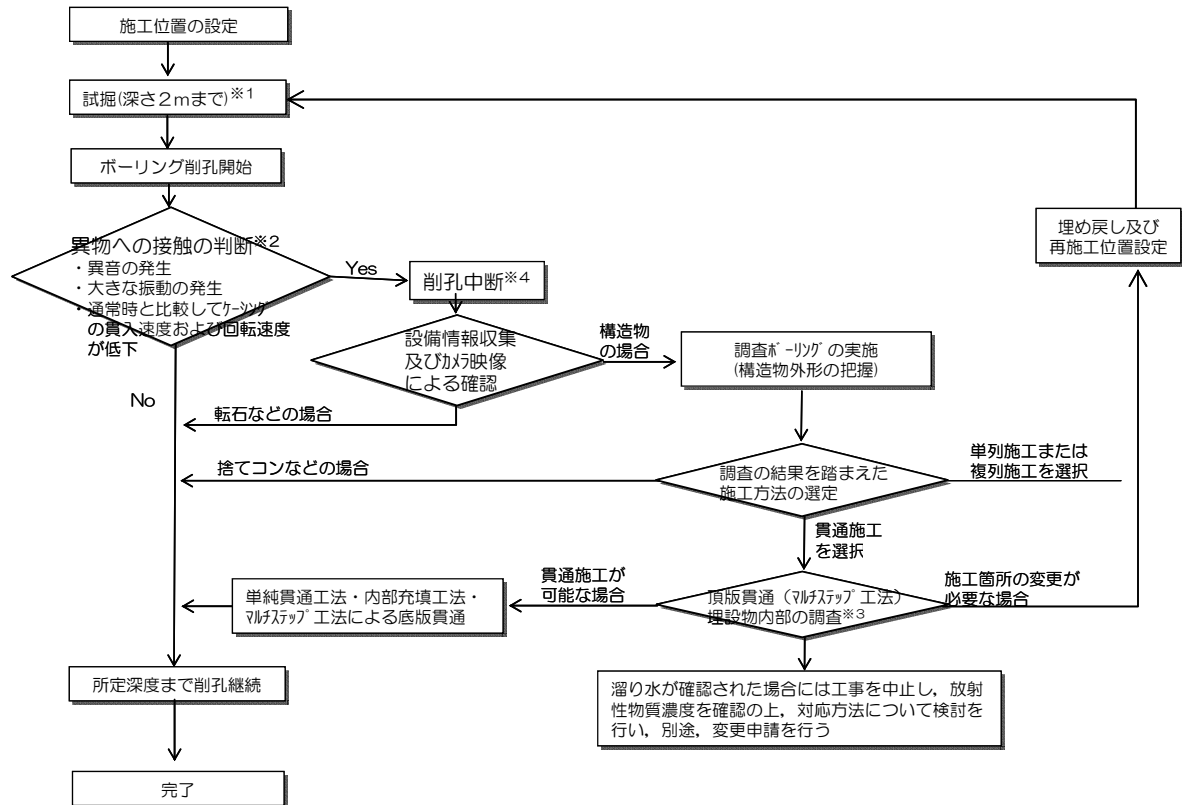 施工位置の設定
試掘(深さ2mまで)※1
ボーリング削孔開始
異物への接触の判断※2
・異音の発生
・大きな振動の発生
・通常時と比較してｹｰｼﾝｸﾞ
の貫入速度および回転速度
が低下
Yes
No
削孔中断※4
設備情報収集
及びｶﾒﾗ映像
による確認
構造物
の場合
転石などの場合
調査ﾎﾞｰﾘﾝｸﾞの実施
(構造物外形の把握)
埋め戻し及び
再施工位置設定
捨てコンなどの場合
調査の結果を踏まえた
施工方法の選定
単列施工または
複列施工を選択
貫通施工
を選択
頂版貫通（ﾏﾙﾁｽﾃｯﾌﾟ工法）
埋設物内部の調査※3
施工箇所の変更が
必要な場合
貫通施工が
可能な場合
単純貫通工法・内部充填工法・
ﾏﾙﾁｽﾃｯﾌﾟ工法による底版貫通
溜り水が確認された場合には工事を中止し，放射
性物質濃度を確認の上，対応方法について検討を
行い，別途，変更申請を行う
所定深度まで削孔継続
完了